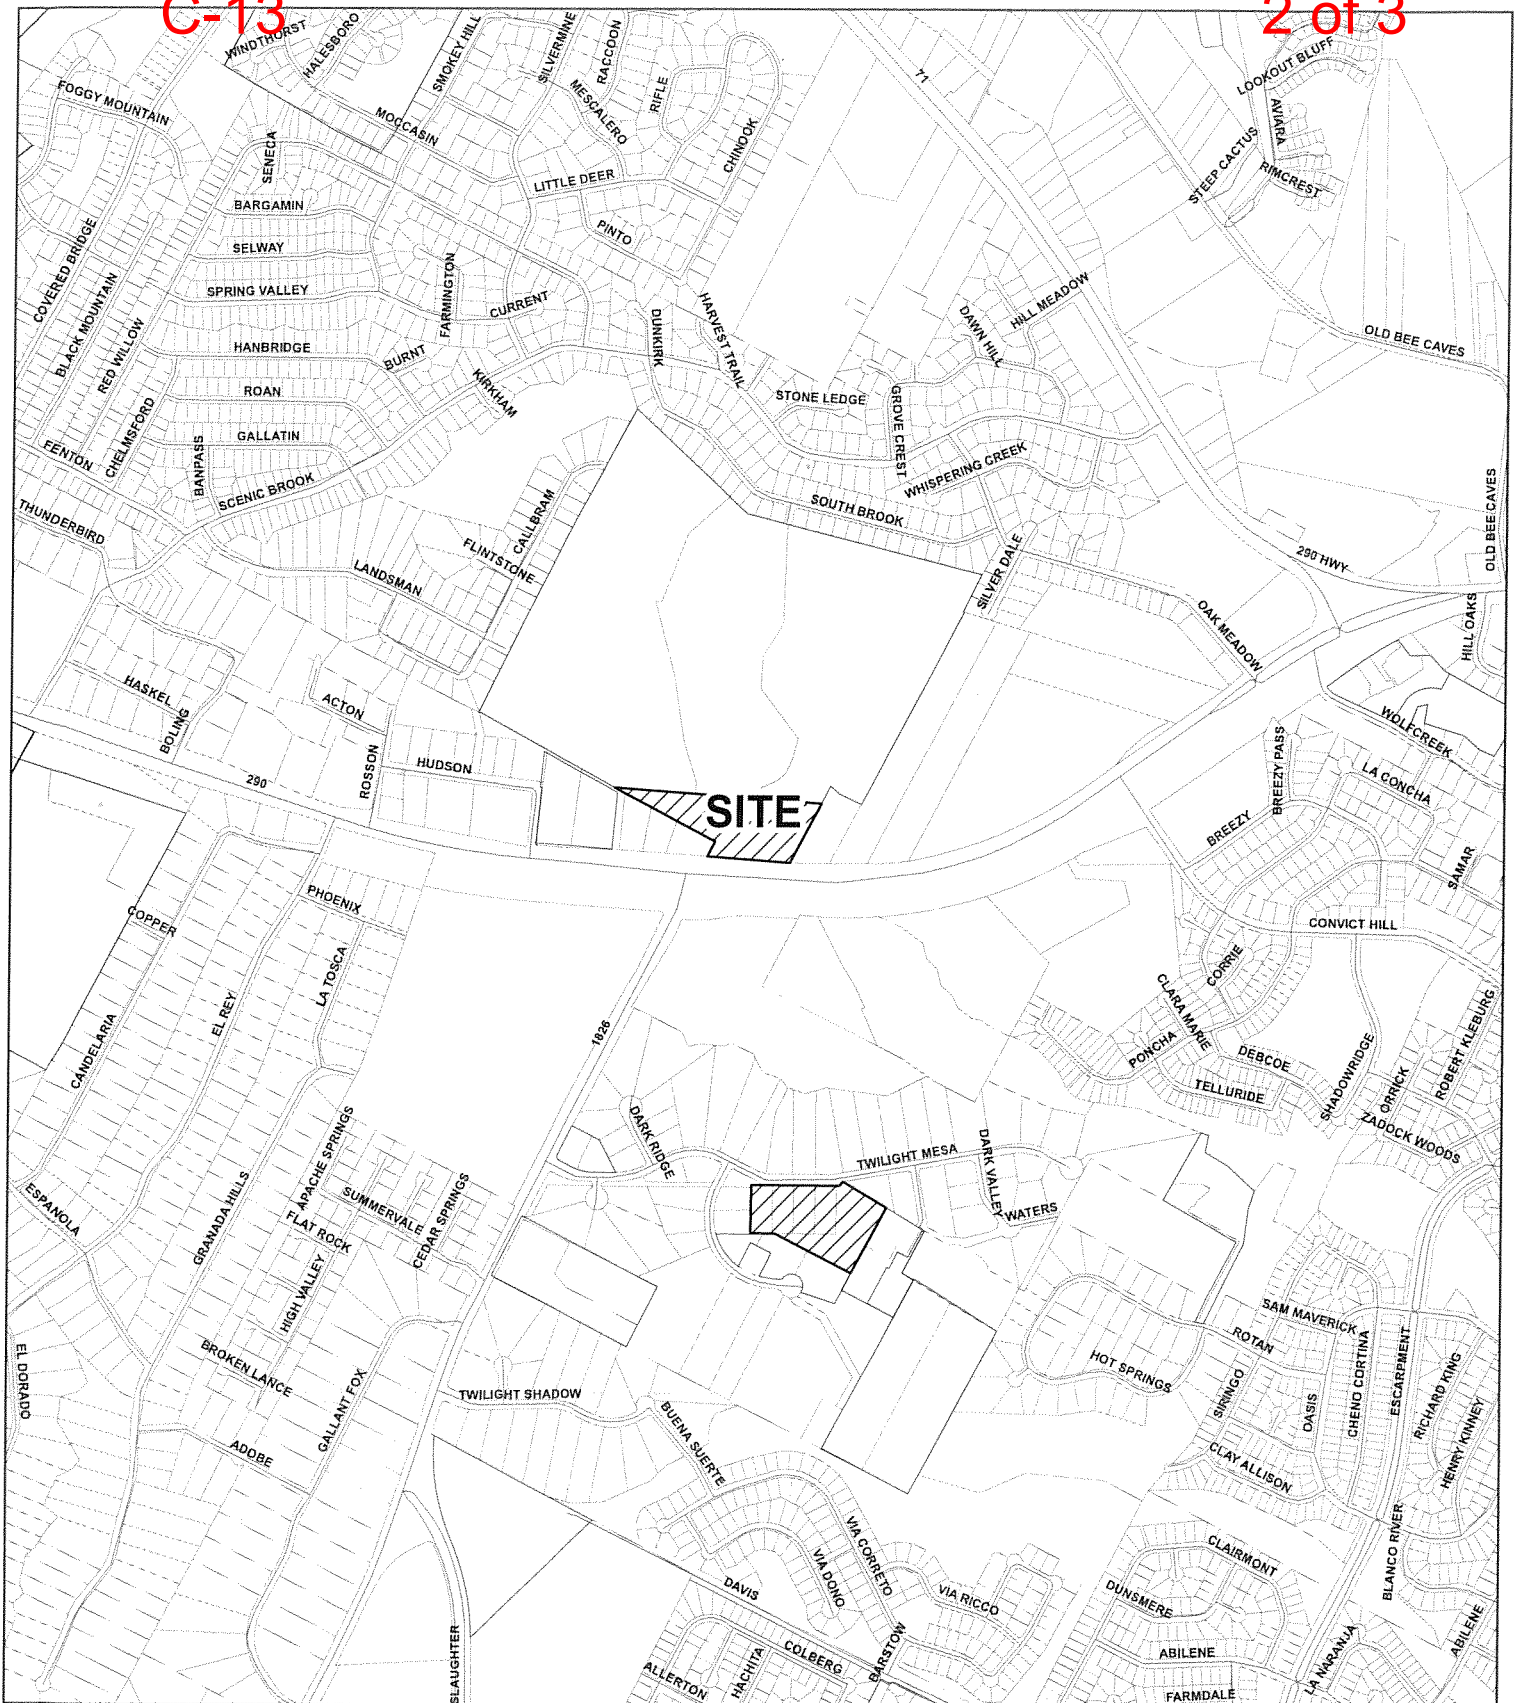 C-13
2 of 3
WINDTHORST
HALESBORO
SMOKEY HILL
SILVERMINE
RACCOON
LOOKOUT BLUFF
FOGGY MOUNTAIN
MOCCASIN
MESCALERO
RIFLE
71
AVIARA
SENECA
CHINOOK
STEEP CACTUS
LITTLE DEER
RIMCREST
BARGAMIN
PINTO
SELWAY
COVERED BRIDGE
SPRING VALLEY
FARMINGTON
CURRENT
HILL MEADOW
BLACK MOUNTAIN
DUNKIRK
HARVEST TRAIL
DAWN HILL
OLD BEE CAVES
RED WILLOW
HANBRIDGE
BURNT
ROAN
KIRKHAM
STONE LEDGE
GROVE CREST
CHELMSFORD
GALLATIN
FENTON
BANPASS
SCENIC BROOK
WHISPERING CREEK
THUNDERBIRD
CALLBRAM
SOUTH BROOK
OLD BEE CAVES
FLINTSTONE
290 HWY
LANDSMAN
SILVER DALE
OAK MEADOW
HILL OAKS
HASKEL
ACTON
BOLING
WOLFCREEK
ROSSON
HUDSON
BREEZY PASS
LA CONCHA
290
SITE
BREEZY
SAMAR
PHOENIX
COPPER
CONVICT HILL
LA TOSCA
CORRIE
EL REY
CLARA MARIE
1826
CANDELARIA
PONCHA
DEBCOE
SHADOWRIDGE
ROBERT KLEBURG
TELLURIDE
ORRICK
ZADOCK WOODS
DARK RIDGE
TWILIGHT MESA
DARK VALLEY
APACHE SPRINGS
SUMMERVALE
CEDAR SPRINGS
ESPANOLA
GRANADA HILLS
FLAT ROCK
WATERS
HIGH VALLEY
SAM MAVERICK
ROTAN
BROKEN LANCE
HOT SPRINGS
CHENO CORTINA
ESCARPMENT
EL DORADO
GALLANT FOX
TWILIGHT SHADOW
SIRINGO
OASIS
RICHARD KING
BUENA SUERTE
HENRY KINNEY
ADOBE
CLAY ALLISON
VIA CORRETO
BLANCO RIVER
CLAIRMONT
VIA DONO
DAVIS
VIA RICCO
DUNSMERE
SLAUGHTER
BARSTOW
ABILENE
ABILENE
COLBERG
HACHITA
LA NARANJA
ALLERTON
FARMDALE